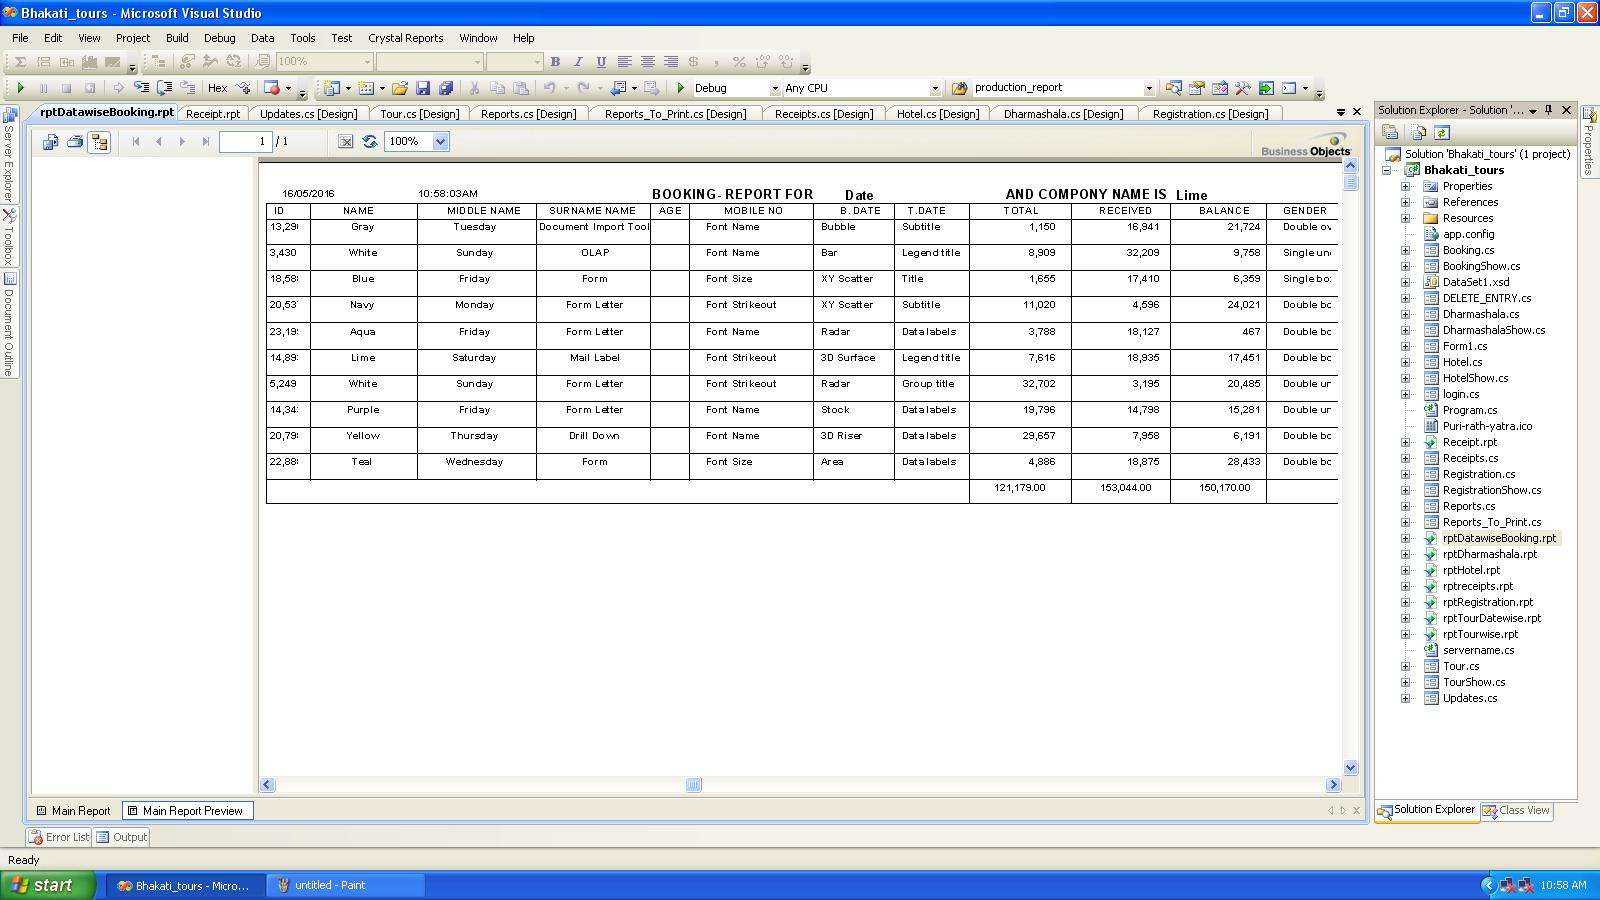 Bhakati_tours - Microsoft Visual Studio
File Edit View Project Build Debug Data Tools Test Crystal Reports Window Help
100% B I U $ , %
Hex Debug Any CPU production_report
rptDatawiseBooking.rpt Receipt.rpt Updates.cs [Design] Tour.cs [Design] Reports.cs [Design] Reports_To_Print.cs [Design] Receipts.cs [Design] Hotel.cs [Design] Dharmashala.cs [Design] Registration.cs [Design]
1 / 1 100%
Business Objects
16/05/2016 10:58:03AM BOOKING- REPORT FOR Date AND COMPONY NAME IS Lime
ID NAME MIDDLE NAME SURNAME NAME AGE MOBILE NO B. DATE T.DATE TOTAL RECEIVED BALANCE GENDER
13,29 Gray Tuesday Document Import Tool Font Name Bubble Subtitle 1,150 16,941 21,724 Double
3,430 White Sunday OLAP Font Name Bar Legend title 8,909 32,209 9,758 Single
18,58 Blue Friday Form Font Size XY Scatter Title 1,655 17,410 6,359 Single
20,53 Navy Monday Form Letter Font Strikeout XY Scatter Subtitle 11,020 4,596 24,021 Double
23,19 Aqua Friday Form Letter Font Name Radar Data labels 3,788 18,127 467 Double
14,89 Lime Saturday Mail Label Font Strikeout 3D Surface Legend title 7,616 18,935 17,451 Double
5,249 White Sunday Form Letter Font Strikeout Radar Group title 32,702 3,195 20,485 Double
14,34 Purple Friday Form Letter Font Name Stock Data labels 19,796 14,798 15,281 Double
20,79 Yellow Thursday Drill Down Font Name 3D Riser Data labels 29,657 7,958 6,191 Double
22,88 Teal Wednesday Form Font Size Area Data labels 4,886 18,875 28,433 Double
121,179.00 153,044.00 150,170.00
Main Report Main Report Preview
Server Explorer
Toolbox
Document Outline
Solution Explorer - Solution '...
Solution 'Bhakati_tours' (1 project)
Bhakati_tours
Properties
References
Resources
app.config
Booking.cs
BookingShow.cs
DataSet1.xsd
DELETE_ENTRY.cs
Dharmashala.cs
DharmashalaShow.cs
Form1.cs
Hotel.cs
HotelShow.cs
login.cs
Program.cs
Puri-rath-yatra.ico
Receipt.rpt
Receipts.cs
Registration.cs
RegistrationShow.cs
Reports.cs
Reports_To_Print.cs
rptDatawiseBooking.rpt
rptDharmashala.rpt
rptHotel.rpt
rptreceipts.rpt
rptRegistration.rpt
rptTourDatewise.rpt
rptTourwise.rpt
servername.cs
Tour.cs
TourShow.cs
Updates.cs
Solution Explorer Class View
Properties
Error List Output
Ready
start Bhakati_tours - Micro... untitled - Paint 10:58 AM